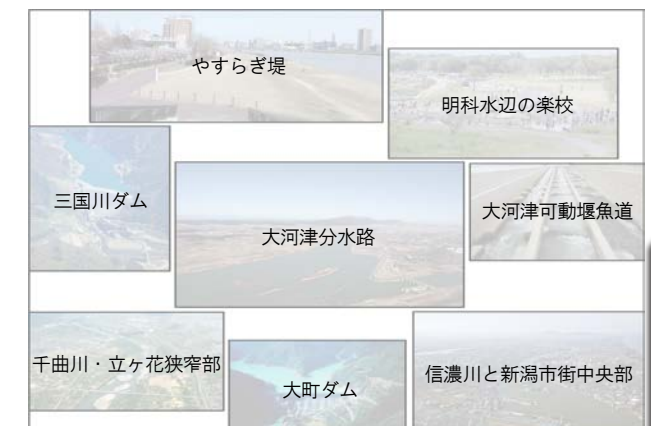 やすらぎ堤
明科水辺の楽校
三国川ダム
大河津分水路
大河津可動堰魚道
千曲川・立ヶ花狭窄部
大町ダム
信濃川と新潟市街中央部